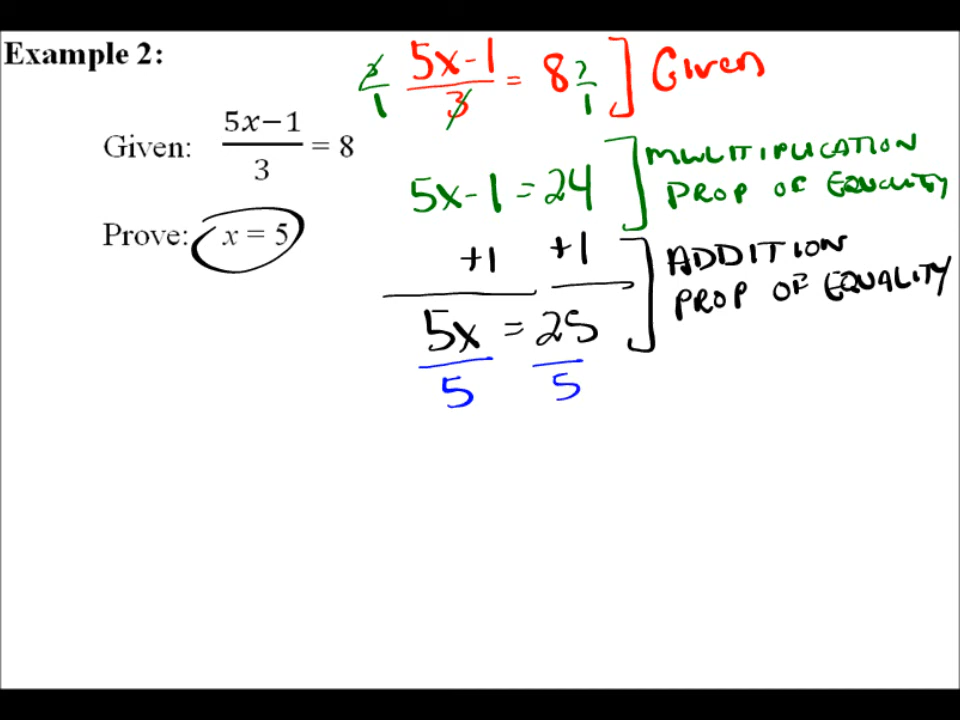 Example 2:
Given: 5x−1 / 3 = 8
Prove: x = 5
3/1 5x-1 / 3 = 8 3/1 ] Given
5x-1 = 24 ] MULTIPLICATION
PROP OF EQUALITY
+1 +1 ] ADDITION
PROP OF EQUALITY
5x = 25
5 5